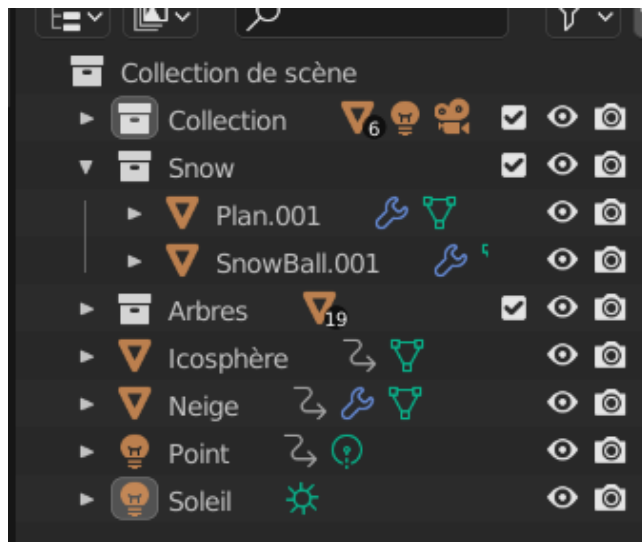 Collection de scène
Collection 6
Snow
Plan.001
SnowBall.001
Arbres 19
Icosphère
Neige
Point
Soleil